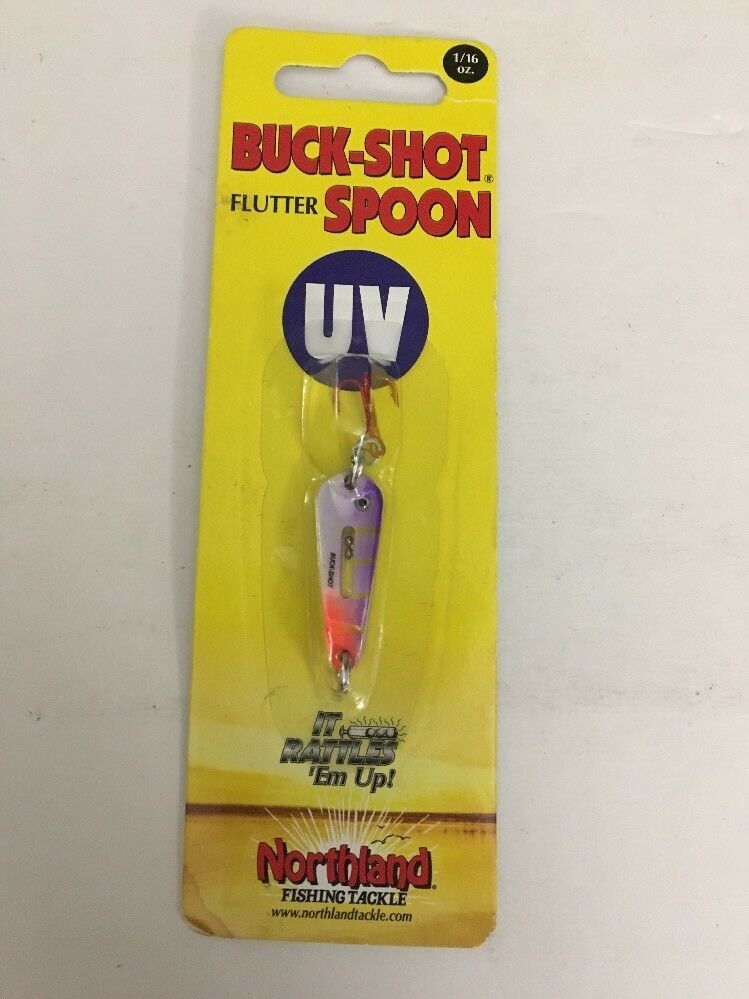 1/16
oz.
BUCK-SHOT®
FLUTTER SPOON
UV
BUCK-SHOT
IT
RATTLES
'Em Up!
Northland®
FISHING TACKLE
www.northlandtackle.com